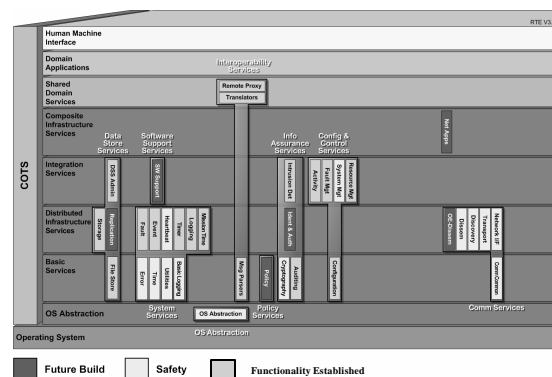 RTE V3.
Human Machine
Interface
Domain
Applications
Interoperability
Services
Shared
Domain
Services
Remote Proxy
Translators
Composite
Infrastructure
Services
Net Apps
Data
Store
Services
Software
Support
Services
Info
Assurance
Services
Config &
Control
Services
COTS
Integration
Services
DSS Admin
SW Support
Intrusion Det
Activity
Fault Mgt
System Mgt
Resource Mgt
Distributed
Infrastructure
Services
Storage
Replication
Fault
Event
Heartbeat
Timer
Logging
Mission Time
Ident & Auth
Dissem
Discovery
Transport
Network I/F
Basic
Services
File Store
Error
Time
Utilities
Basic Logging
Msg Parsers
Policy
Cryptography
Auditing
Configuration
Comm Common
OS Abstraction
System
Services
OS Abstraction
Policy
Services
Comm Services
Operating System
OS Abstraction
Future Build
Safety
Functionality Established